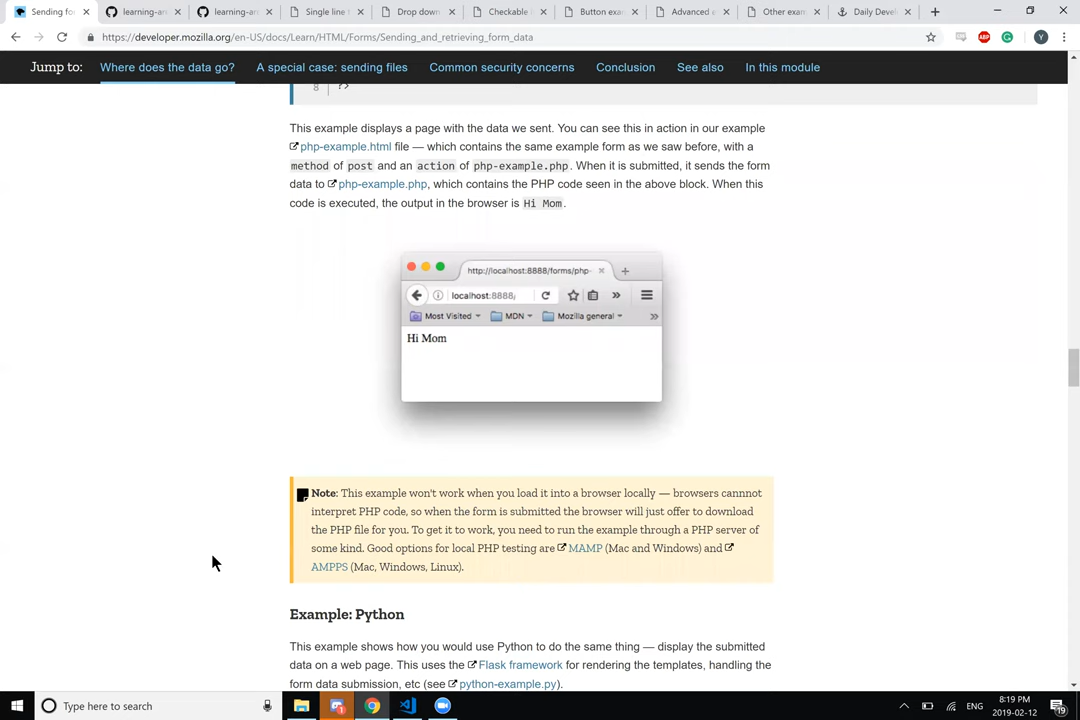 Sending for
learning-are
learning-are
Single line t
Drop down
Checkable i
Button exam
Advanced e
Other exam
Daily Devel
https://developer.mozilla.org/en-US/docs/Learn/HTML/Forms/Sending_and_retrieving_form_data
ABP
Y
Jump to:
Where does the data go?
A special case: sending files
Common security concerns
Conclusion
See also
In this module
8 ?>
This example displays a page with the data we sent. You can see this in action in our example
php-example.html file — which contains the same example form as we saw before, with a
method of post and an action of php-example.php. When it is submitted, it sends the form
data to php-example.php, which contains the PHP code seen in the above block. When this
code is executed, the output in the browser is Hi Mom.
http://localhost:8888/forms/php-
localhost:8888/
Most Visited
MDN
Mozilla general
Hi Mom
Note: This example won't work when you load it into a browser locally — browsers cannnot
interpret PHP code, so when the form is submitted the browser will just offer to download
the PHP file for you. To get it to work, you need to run the example through a PHP server of
some kind. Good options for local PHP testing are MAMP (Mac and Windows) and
AMPPS (Mac, Windows, Linux).
Example: Python
This example shows how you would use Python to do the same thing — display the submitted
data on a web page. This uses the Flask framework for rendering the templates, handling the
form data submission, etc (see python-example.py).
Type here to search
ENG
8:19 PM
2019-02-12
19